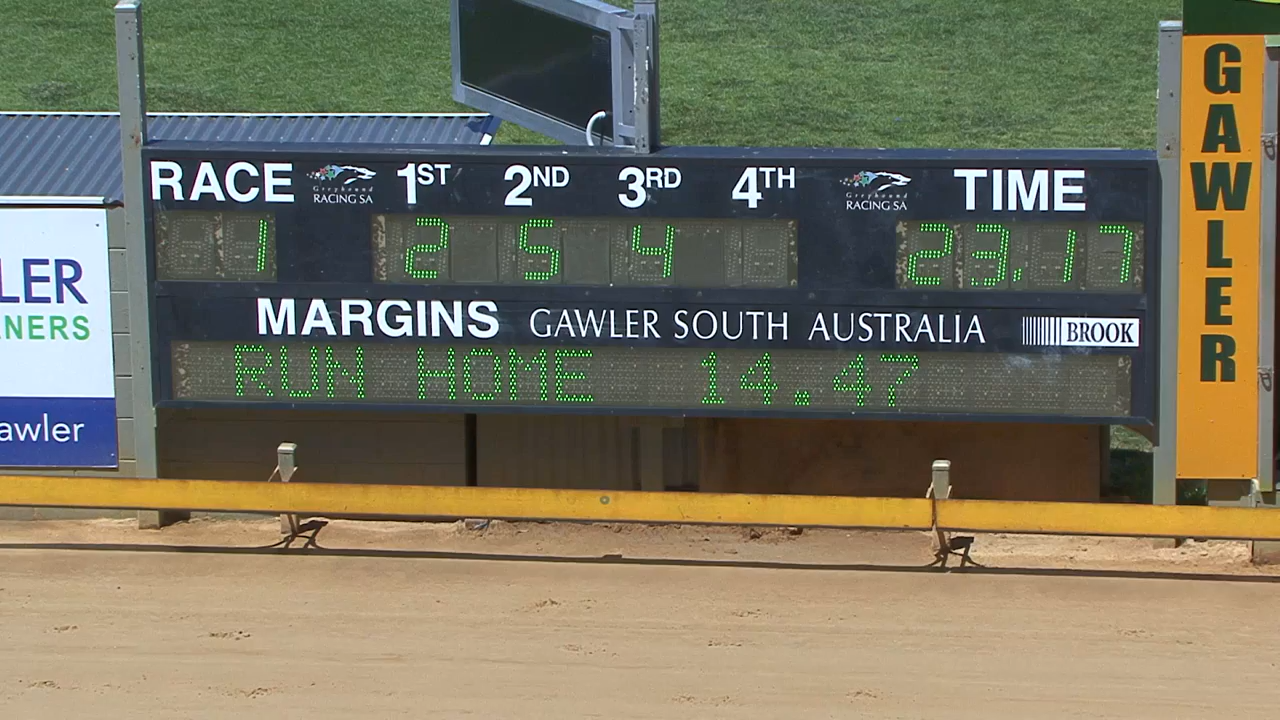 RACE Greyhound RACING SA 1ST 2ND 3RD 4TH Greyhound RACING SA TIME
1 2 5 4 23.17
MARGINS GAWLER SOUTH AUSTRALIA BROOK
RUN HOME 14.47
GAWLER
LER
NERS
awler